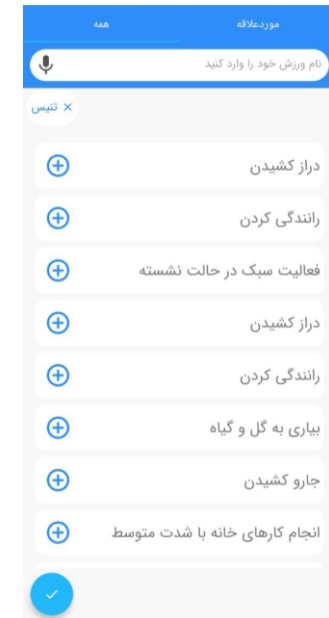 موردعلاقه
همه
نام ورزش خود را وارد کنید
تنیس ×
دراز کشیدن
رانندگی کردن
فعالیت سبک در حالت نشسته
دراز کشیدن
رانندگی کردن
بیاری به گل و گیاه
جارو کشیدن
انجام کارهای خانه با شدت متوسط